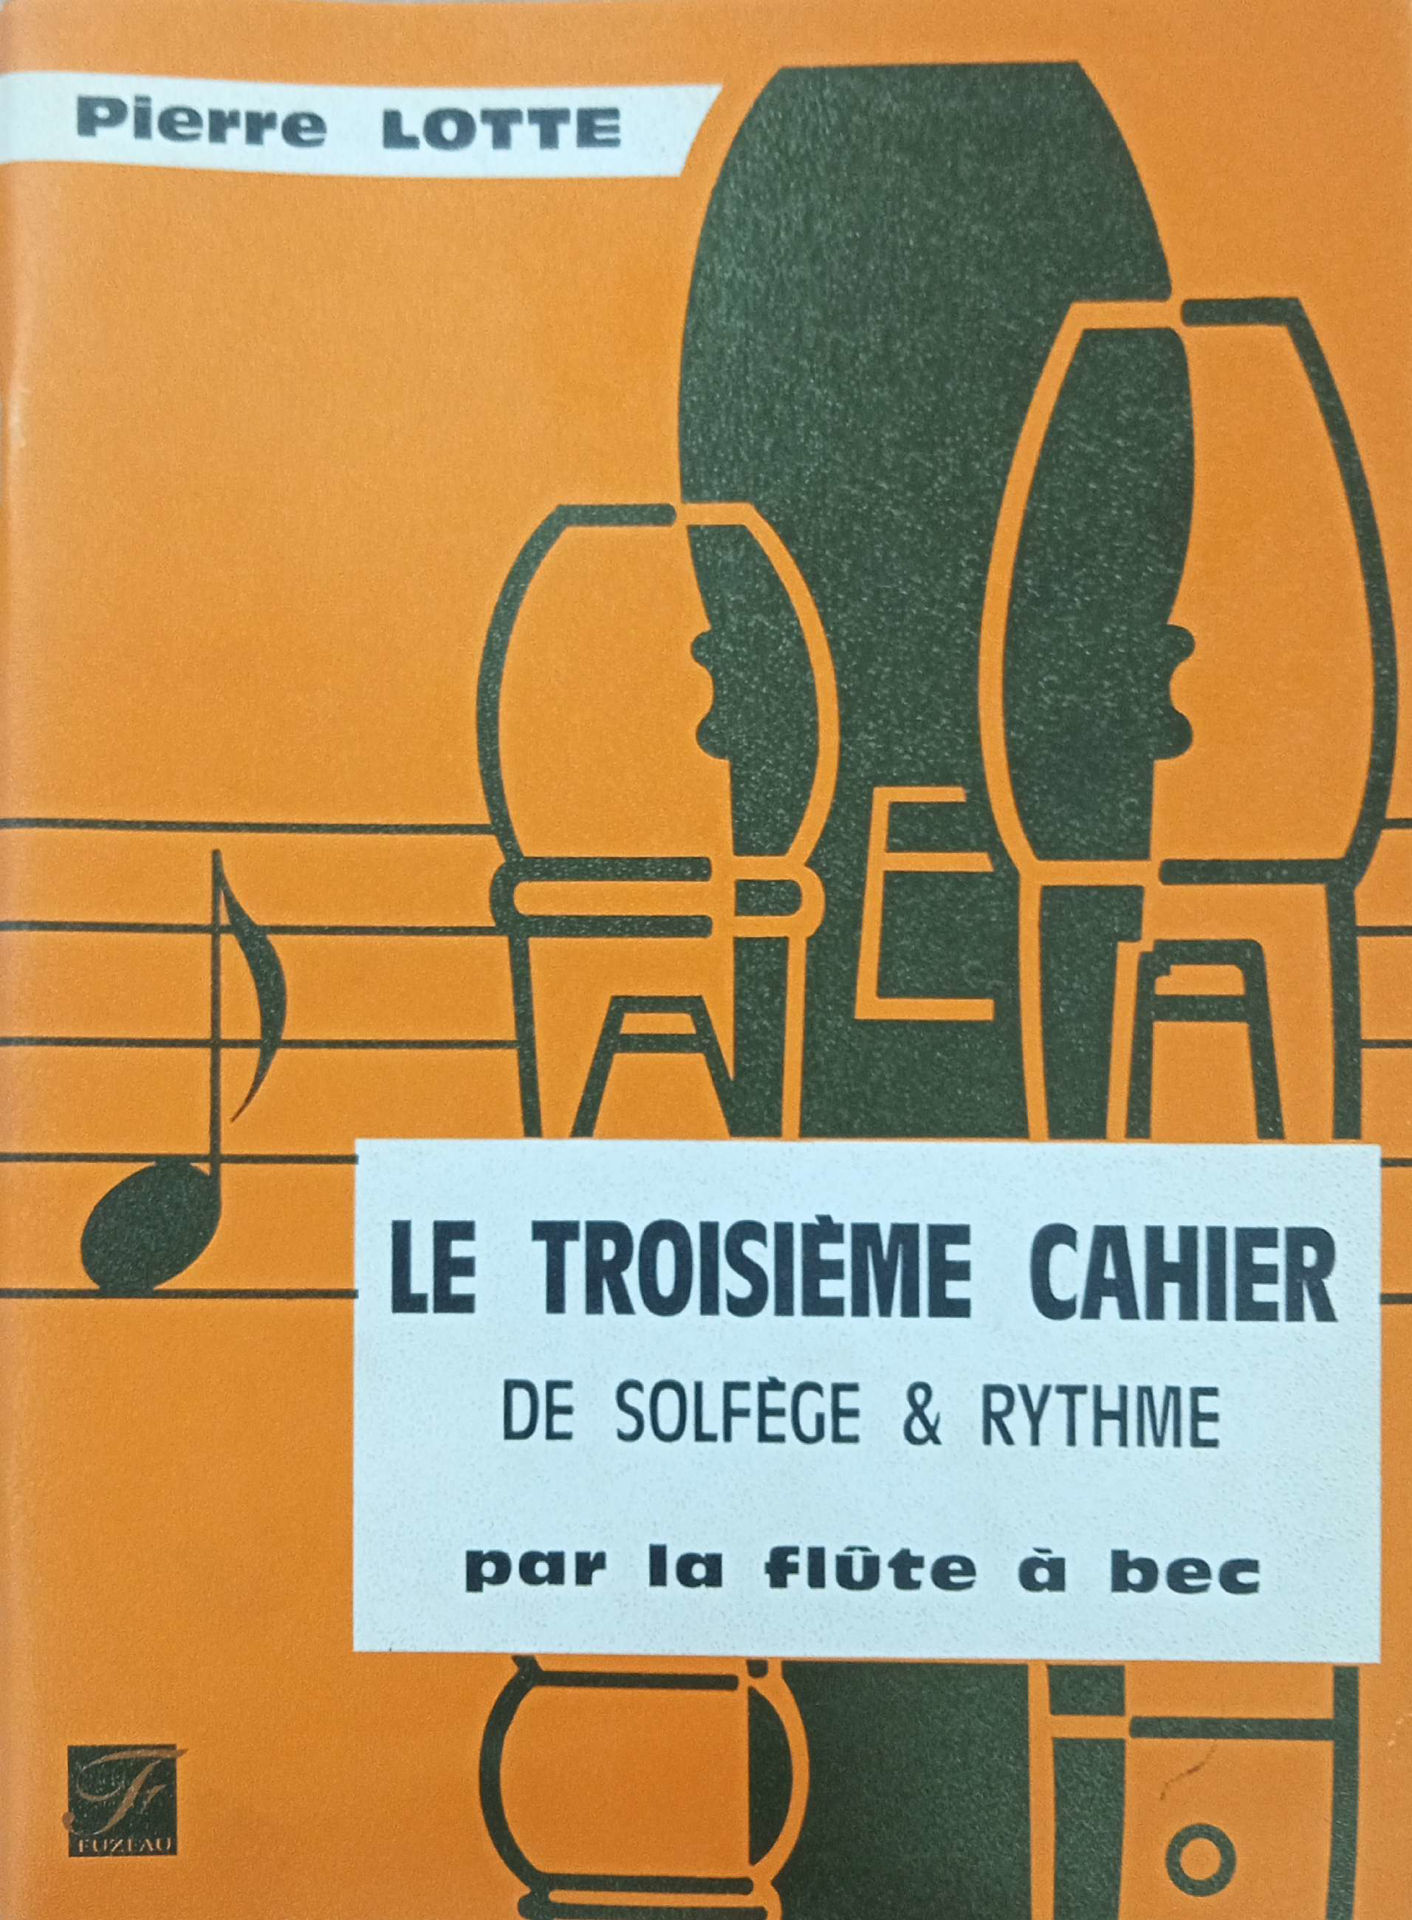 Pierre LOTTE
LE TROISIÈME CAHIER
DE SOLFÈGE & RYTHME
par la flûte à bec
FUZEAU